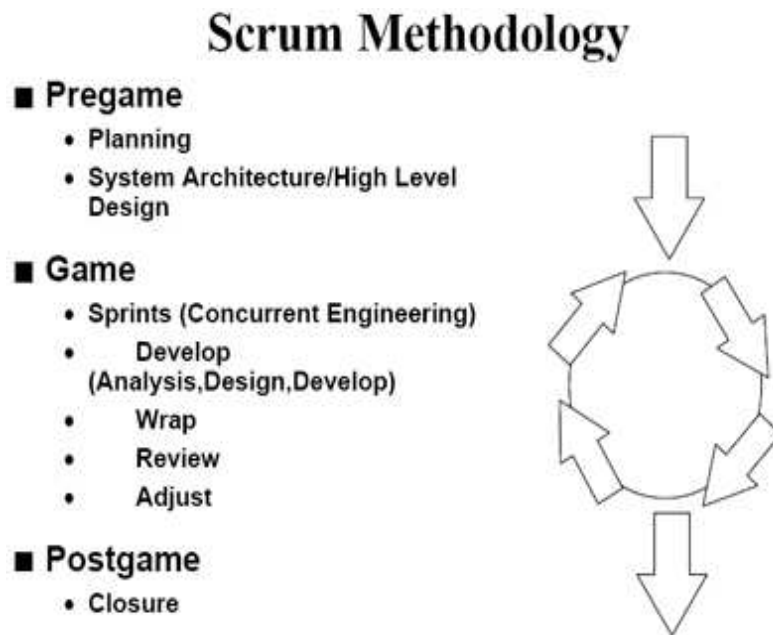 Scrum Methodology
■ Pregame
• Planning
• System Architecture/High Level
Design
■ Game
• Sprints (Concurrent Engineering)
• Develop
(Analysis,Design,Develop)
• Wrap
• Review
• Adjust
■ Postgame
• Closure